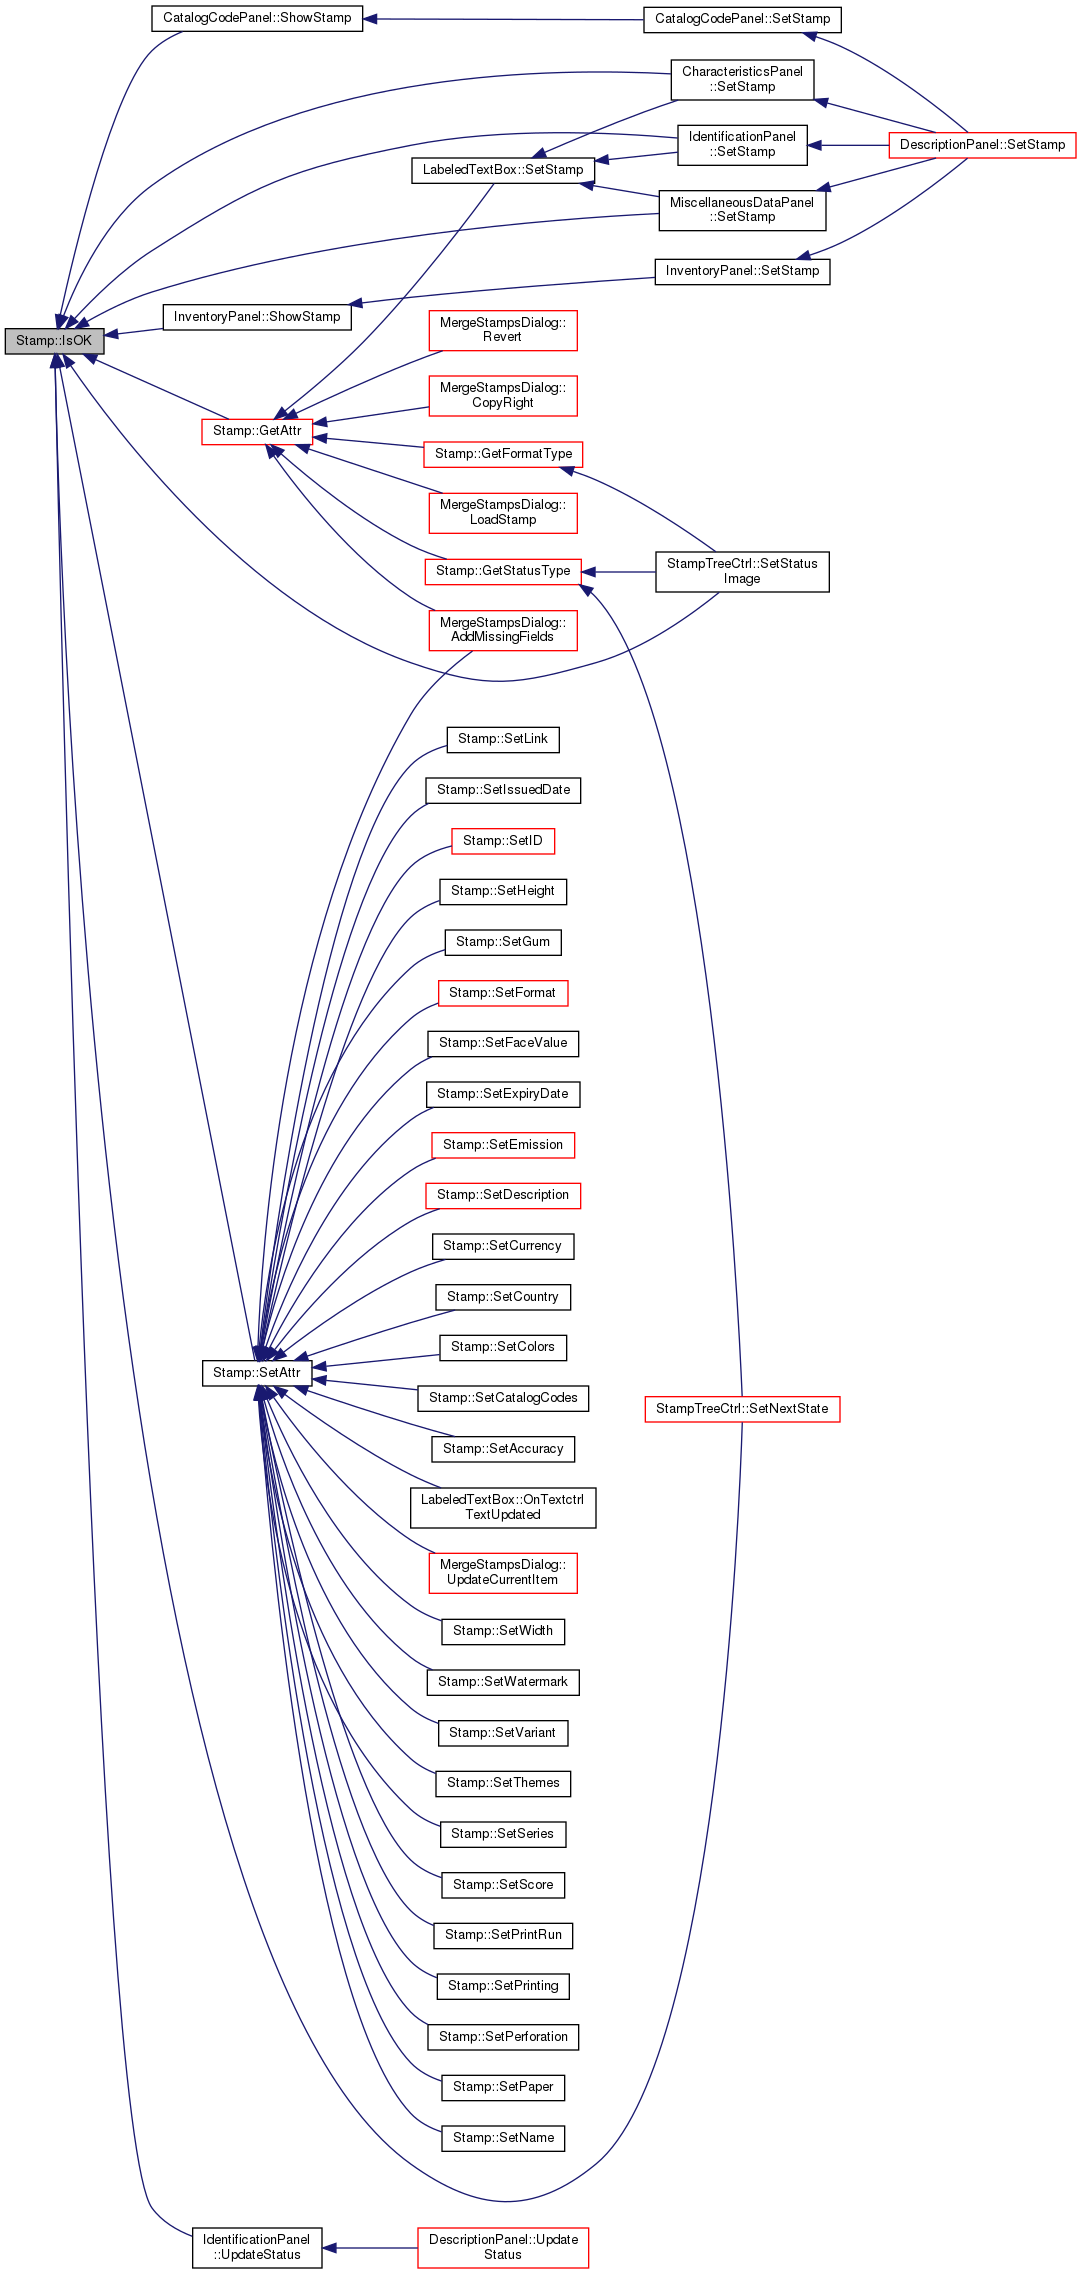 CatalogCodePanel::ShowStamp
CatalogCodePanel::SetStamp
CharacteristicsPanel
::SetStamp
IdentificationPanel
::SetStamp
DescriptionPanel::SetStamp
LabeledTextBox::SetStamp
MiscellaneousDataPanel
::SetStamp
InventoryPanel::SetStamp
InventoryPanel::ShowStamp
Stamp::IsOK
MergeStampsDialog::
Revert
MergeStampsDialog::
CopyRight
Stamp::GetAttr
Stamp::GetFormatType
MergeStampsDialog::
LoadStamp
Stamp::GetStatusType
StampTreeCtrl::SetStatus
Image
MergeStampsDialog::
AddMissingFields
Stamp::SetLink
Stamp::SetIssuedDate
Stamp::SetID
Stamp::SetHeight
Stamp::SetGum
Stamp::SetFormat
Stamp::SetFaceValue
Stamp::SetExpiryDate
Stamp::SetEmission
Stamp::SetDescription
Stamp::SetCurrency
Stamp::SetCountry
Stamp::SetColors
Stamp::SetAttr
Stamp::SetCatalogCodes
StampTreeCtrl::SetNextState
Stamp::SetAccuracy
LabeledTextBox::OnTextctrl
TextUpdated
MergeStampsDialog::
UpdateCurrentItem
Stamp::SetWidth
Stamp::SetWatermark
Stamp::SetVariant
Stamp::SetThemes
Stamp::SetSeries
Stamp::SetScore
Stamp::SetPrintRun
Stamp::SetPrinting
Stamp::SetPerforation
Stamp::SetPaper
Stamp::SetName
IdentificationPanel
::UpdateStatus
DescriptionPanel::Update
Status